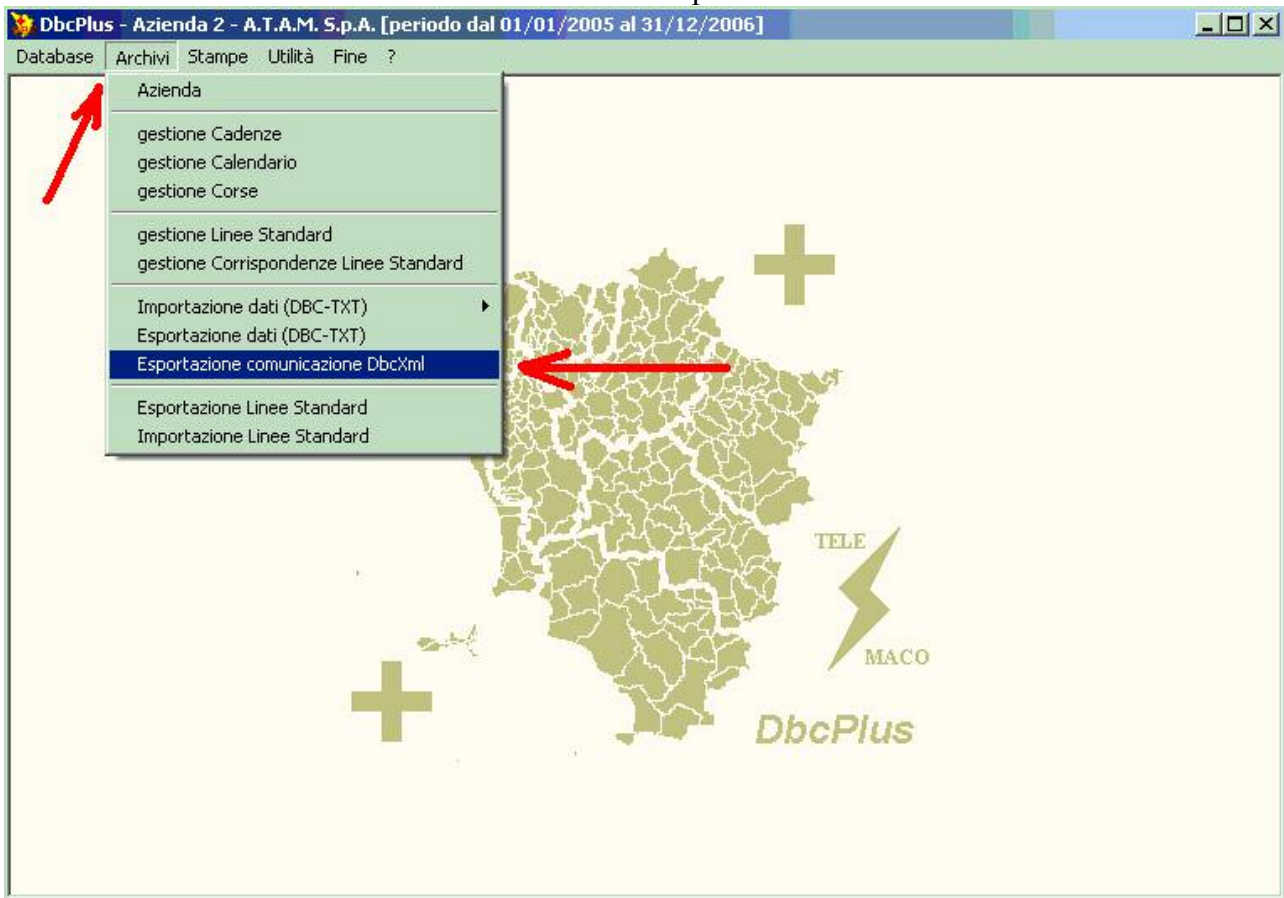 DbcPlus - Azienda 2 - A.T.A.M. S.p.A. [periodo dal 01/01/2005 al 31/12/2006]
Database Archivi Stampe Utilità Fine ?
Azienda
gestione Cadenze
gestione Calendario
gestione Corse
gestione Linee Standard
gestione Corrispondenze Linee Standard
Importazione dati (DBC-TXT)
Esportazione dati (DBC-TXT)
Esportazione comunicazione DbcXml
Esportazione Linee Standard
Importazione Linee Standard
TELE
MACO
DbcPlus